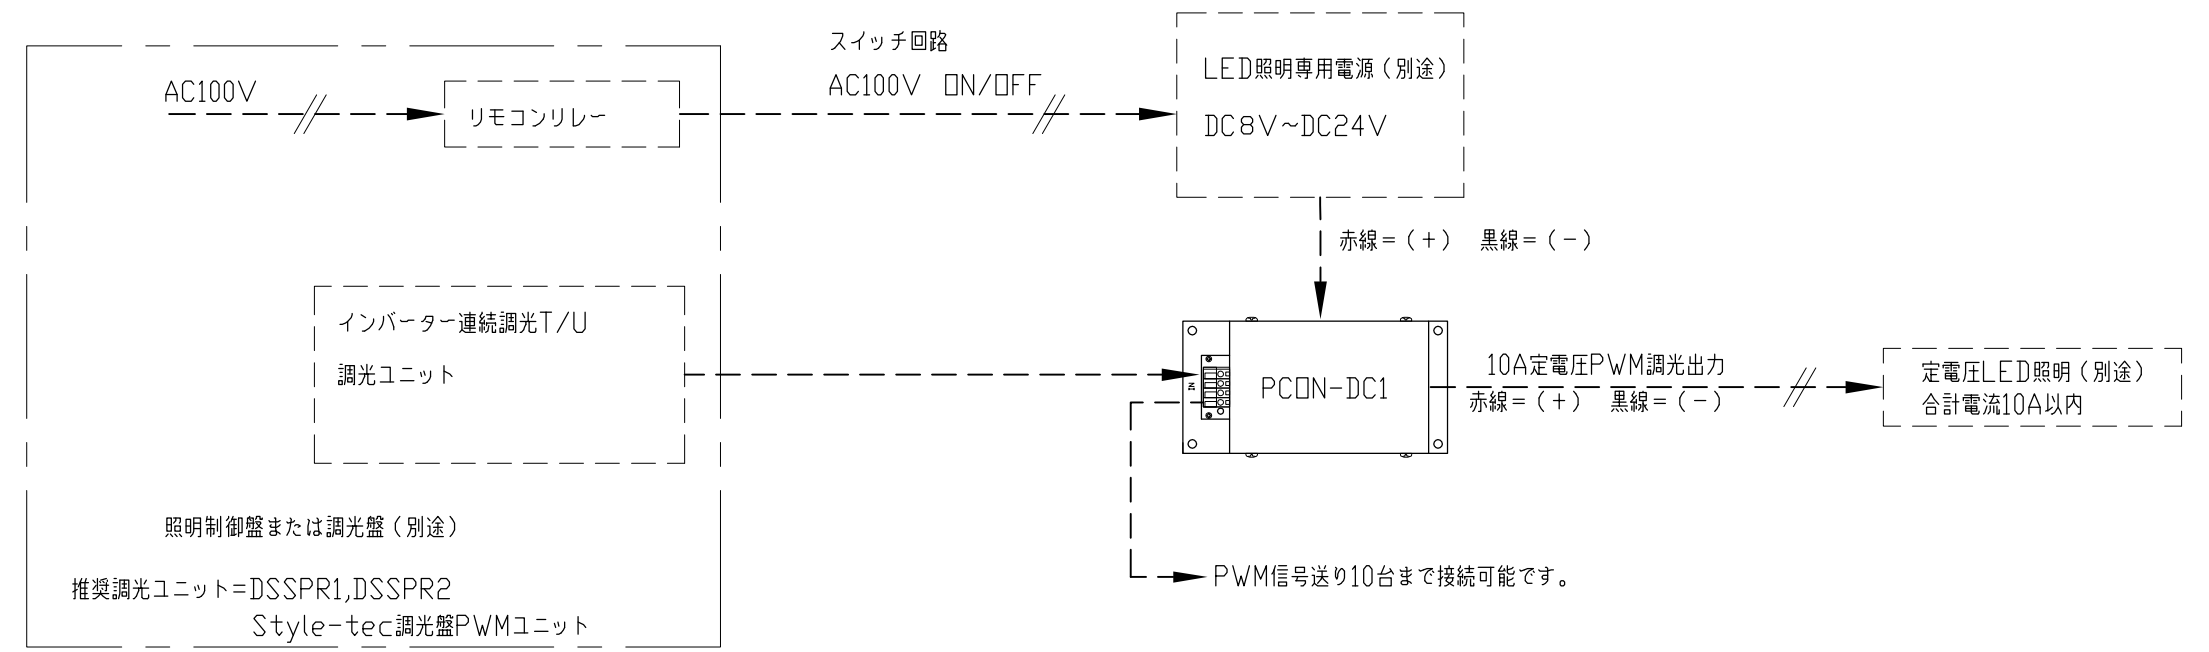 AC100V
リモコンリレー
スイッチ回路
AC100V ON/OFF
LED照明専用電源(別途)
DC8V~DC24V
赤線=(+) 黒線=(-)
インバーター連続調光T/U
調光ユニット
IN
PCON-DC1
10A定電圧PWM調光出力
赤線=(+) 黒線=(-)
定電圧LED照明(別途)
合計電流10A以内
PWM信号送り10台まで接続可能です。
照明制御盤または調光盤(別途)
推奨調光ユニット=DSSPR1,DSSPR2
Style-tec調光盤PWMユニット